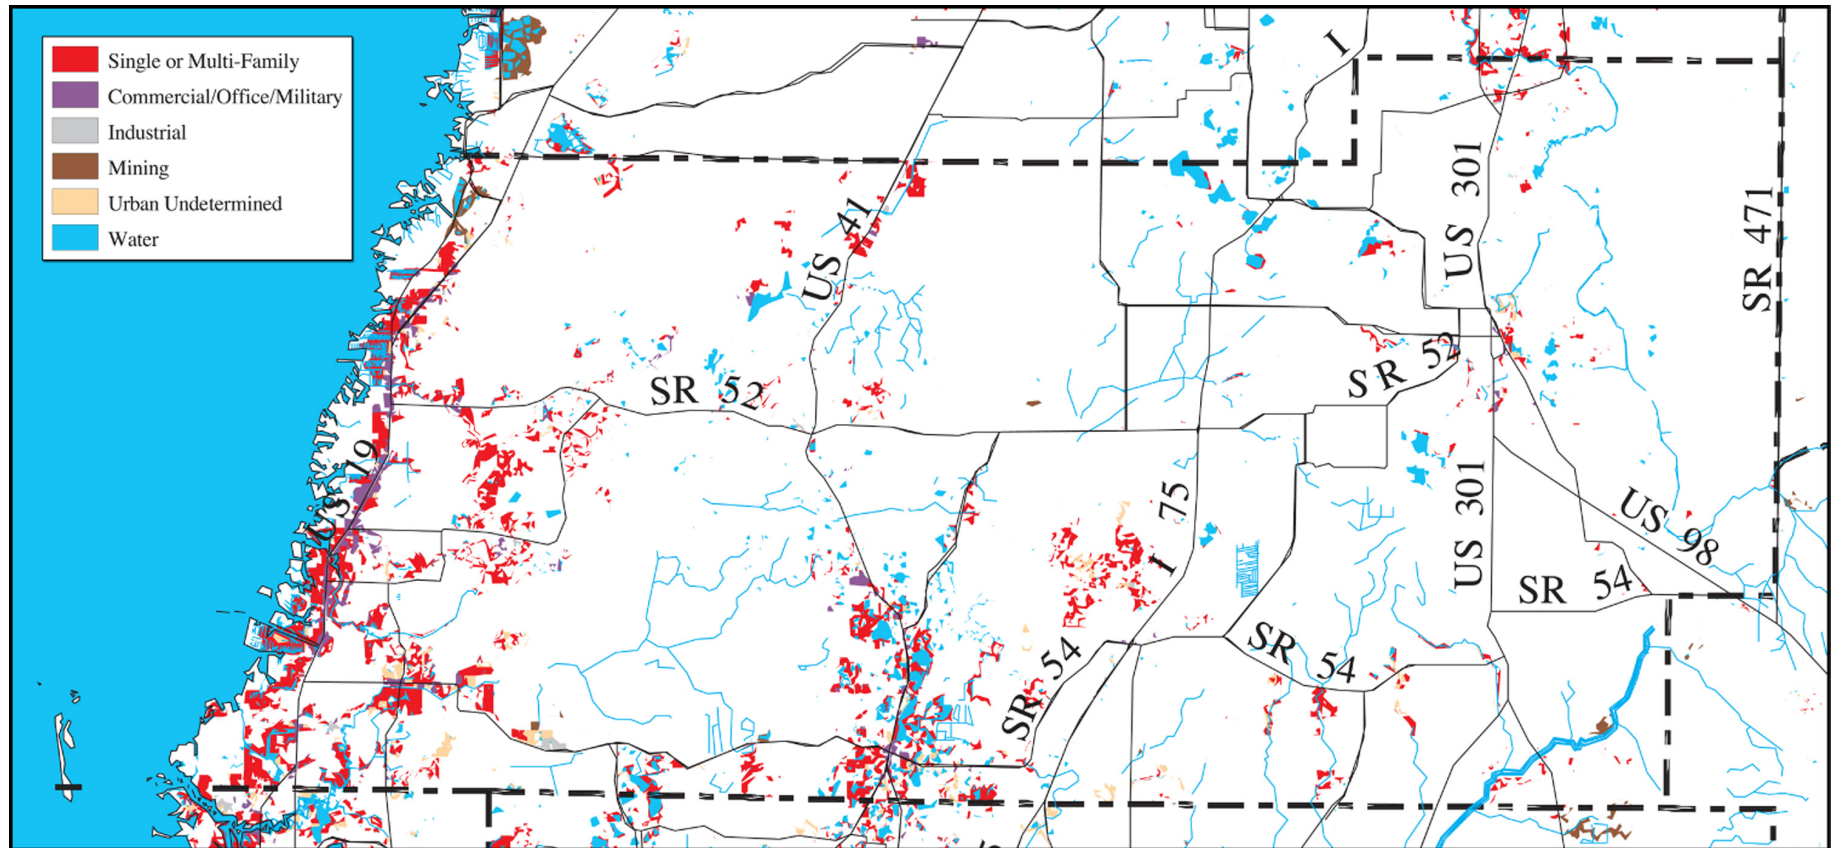 Single or Multi-Family
Commercial/Office/Military
Industrial
Mining
Urban Undetermined
Water
I
US 301
US 41
SR 471
SR 52
SR 52
US 19
I 75
US 301
US 98
SR 54
SR 54
SR 54